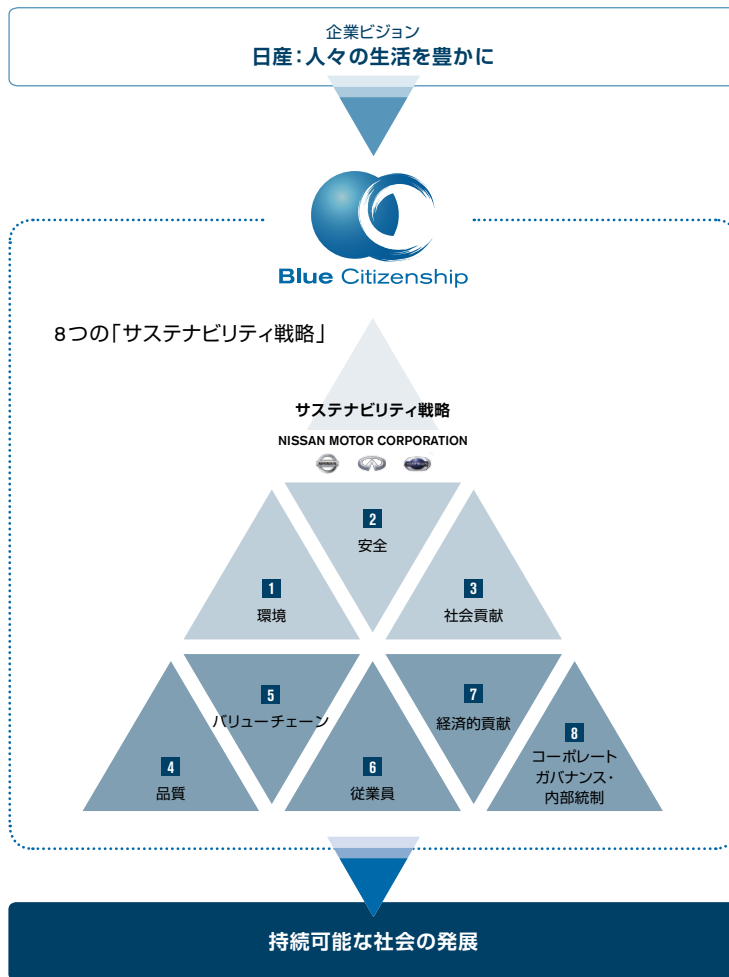 企業ビジョン
日産：人々の生活を豊かに
Blue Citizenship
8つの「サステナビリティ戦略」
サステナビリティ戦略
NISSAN MOTOR CORPORATION
2
安全
1
環境
3
社会貢献
5
バリューチェーン
7
経済的貢献
4
品質
6
従業員
8
コーポレート
ガバナンス・
内部統制
持続可能な社会の発展